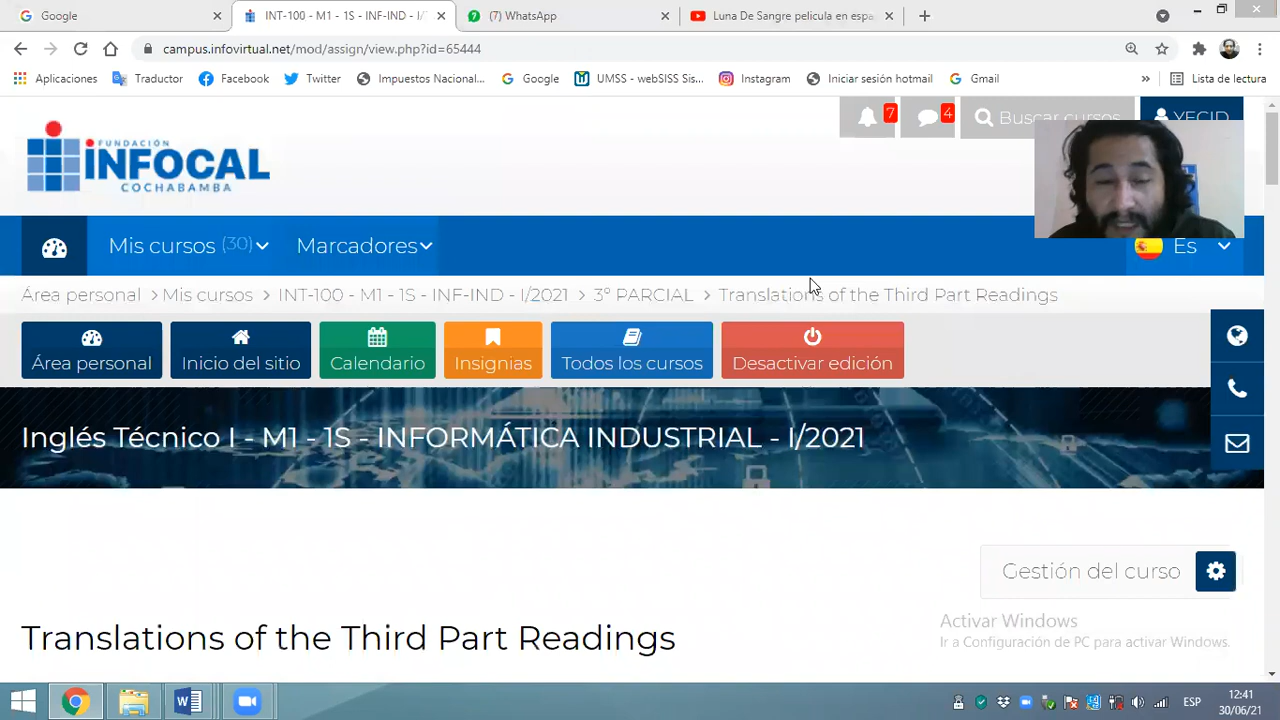 Google
INT-100 - M1 - 1S - INF-IND - I/
(7) WhatsApp
Luna De Sangre pelicula en espa
campus.infovirtual.net/mod/assign/view.php?id=65444
Aplicaciones
Traductor
Facebook
Twitter
Impuestos Nacional...
Google
UMSS - webSISS Sis...
Instagram
Iniciar sesión hotmail
Gmail
»
Lista de lectura
7
4
Buscar cursos
YECID
FUNDACIÓN
INFOCAL
COCHABAMBA
Mis cursos (30)
Marcadores
Es
Área personal > Mis cursos > INT-100 - M1 - 1S - INF-IND - I/2021 > 3º PARCIAL > Translations of the Third Part Readings
Área personal
Inicio del sitio
Calendario
Insignias
Todos los cursos
Desactivar edición
Inglés Técnico I - M1 - 1S - INFORMÁTICA INDUSTRIAL - I/2021
Gestión del curso
Activar Windows
Ir a Configuración de PC para activar Windows.
Translations of the Third Part Readings
ESP
12:41
30/06/21